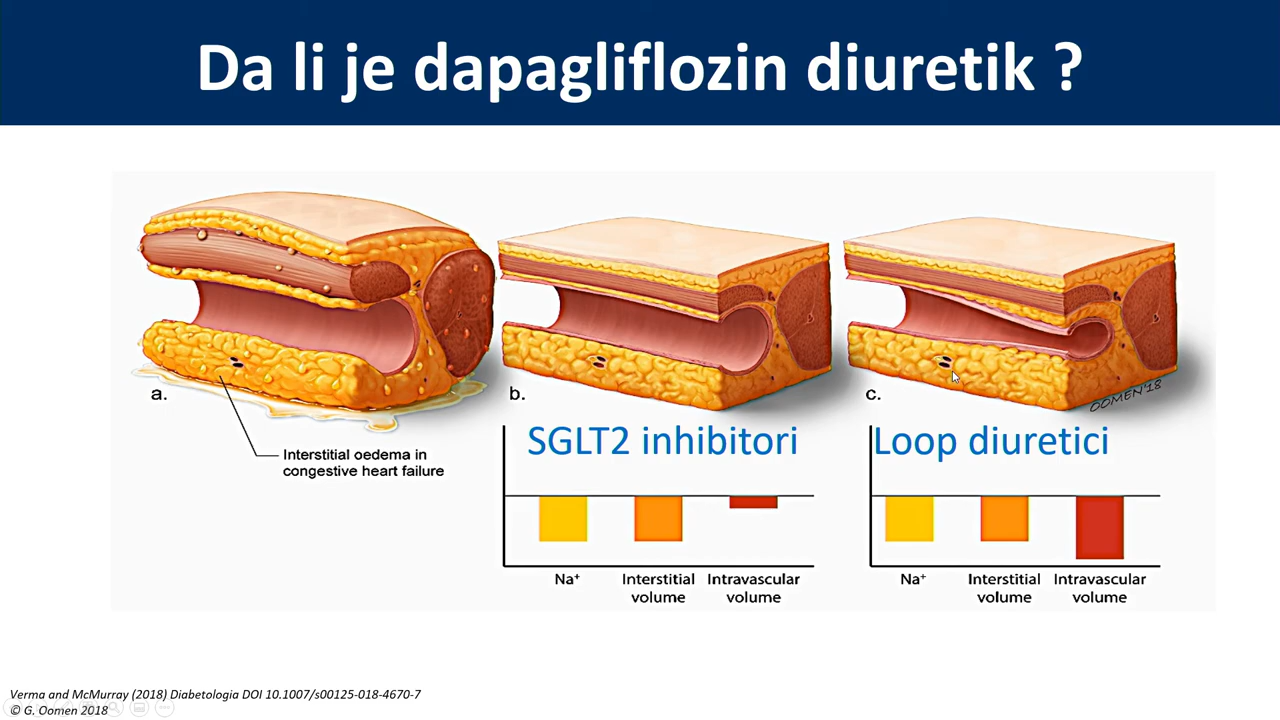 Da li je dapagliflozin diuretik ?
a.
Interstitial oedema in
congestive heart failure
b.
c.
OOMEN'18
SGLT2 inhibitori
Loop diuretici
Na⁺
Interstitial
volume
Intravascular
volume
Na⁺
Interstitial
volume
Intravascular
volume
Verma and McMurray (2018) Diabetologia DOI 10.1007/s00125-018-4670-7
© G. Oomen 2018